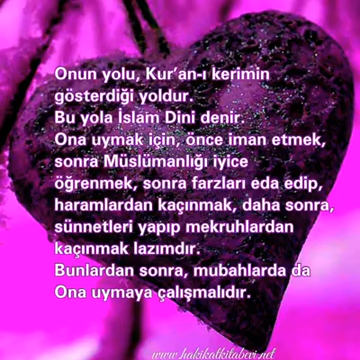 Onun yolu, Kur’an-ı kerimin
gösterdiği yoldur.
Bu yola İslam Dini denir.
Ona uymak için, önce iman etmek,
sonra Müslümanlığı iyice
öğrenmek, sonra farzları eda edip,
haramlardan kaçınmak, daha sonra,
sünnetleri yapıp mekruhlardan
kaçınmak lazımdır.
Bunlardan sonra, mubahlarda da
Ona uymaya çalışmalıdır.
www.hakikatkitabevi.net